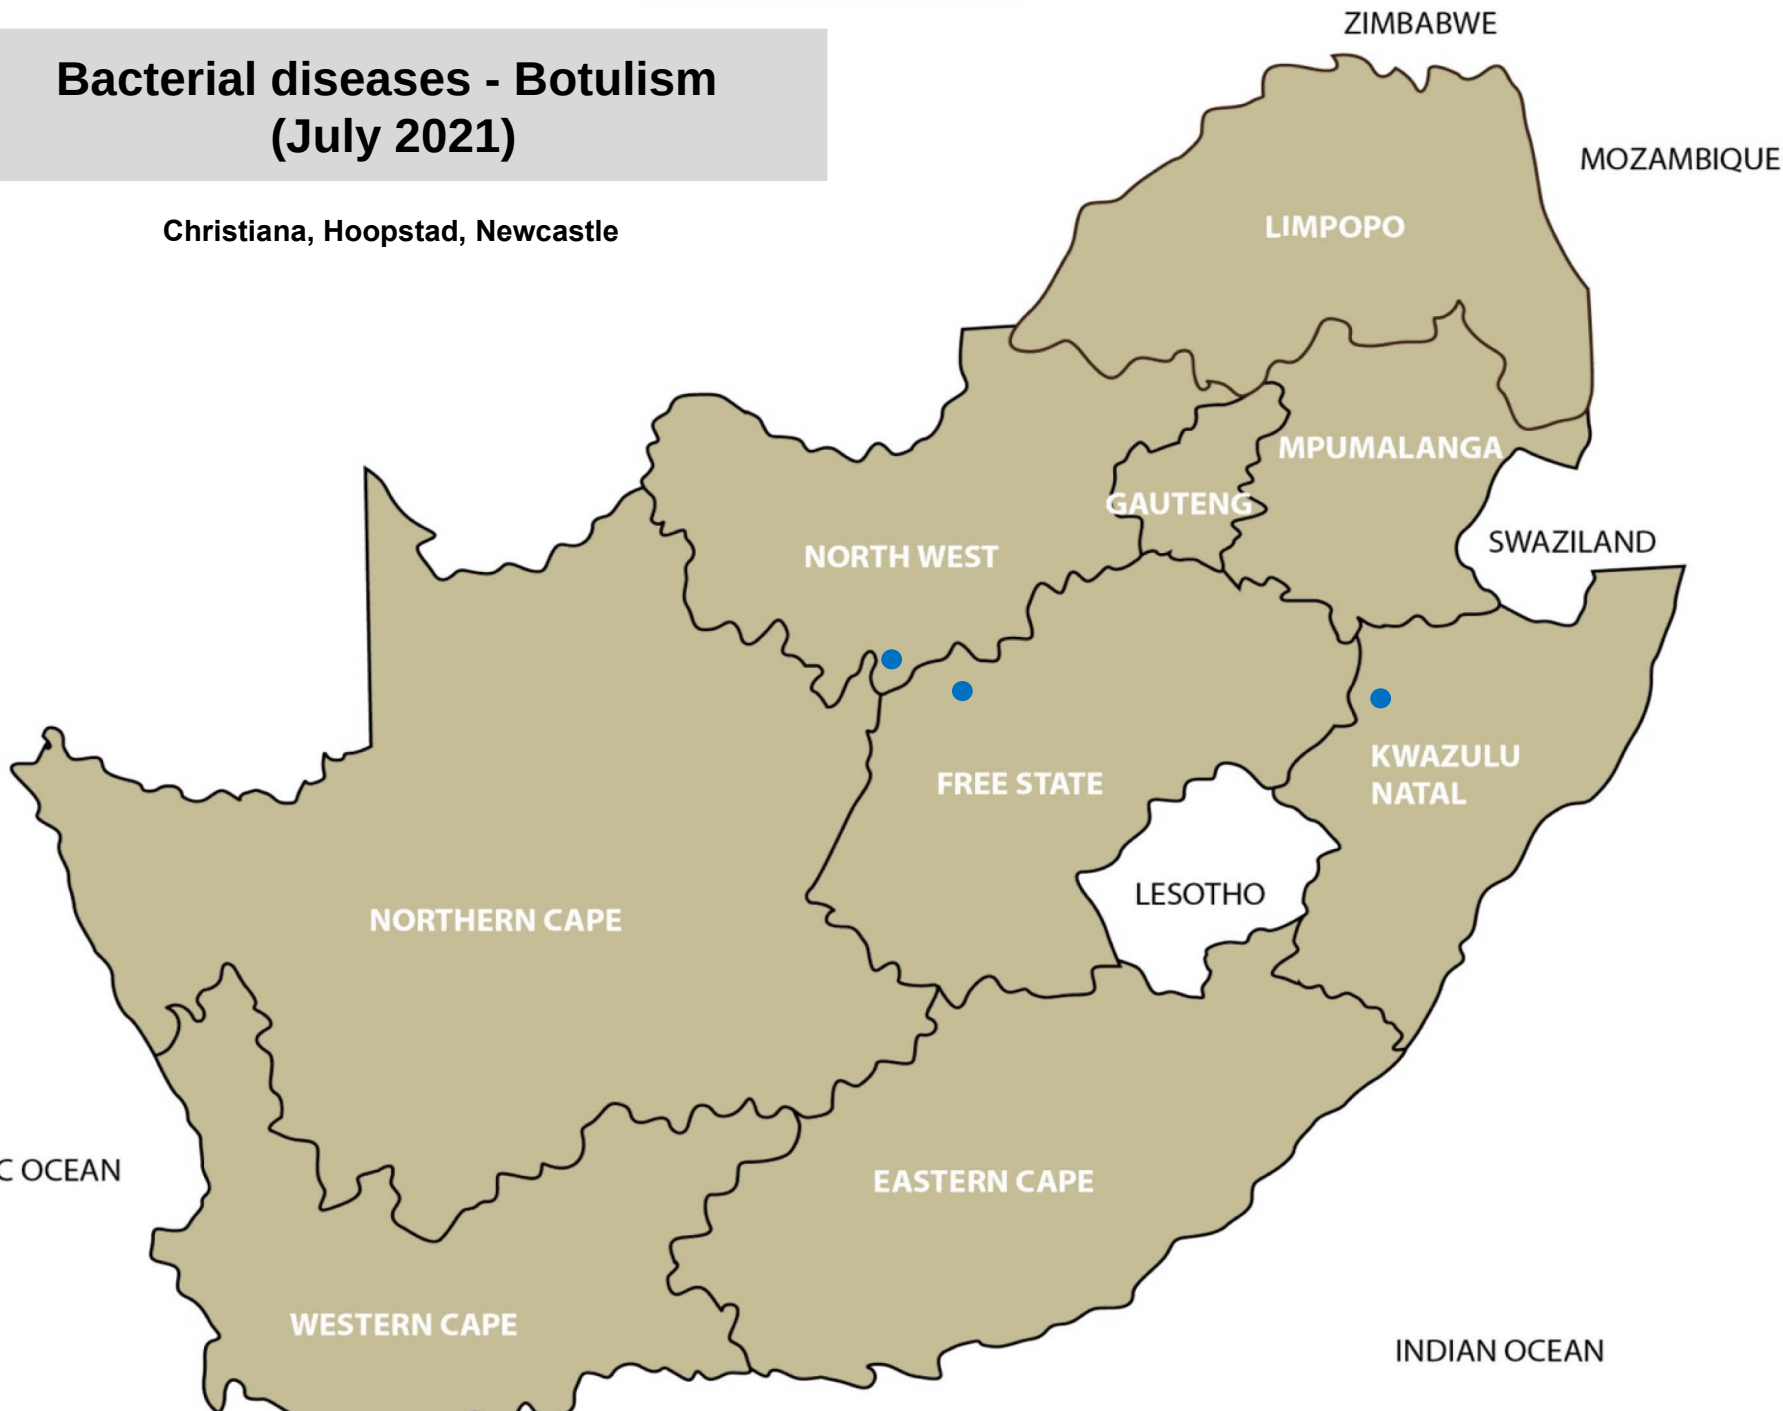 Bacterial diseases - Botulism
(July 2021)
Christiana, Hoopstad, Newcastle
ZIMBABWE
MOZAMBIQUE
LIMPOPO
MPUMALANGA
GAUTENG
SWAZILAND
NORTH WEST
KWAZULU
NATAL
FREE STATE
LESOTHO
NORTHERN CAPE
C OCEAN
EASTERN CAPE
WESTERN CAPE
INDIAN OCEAN